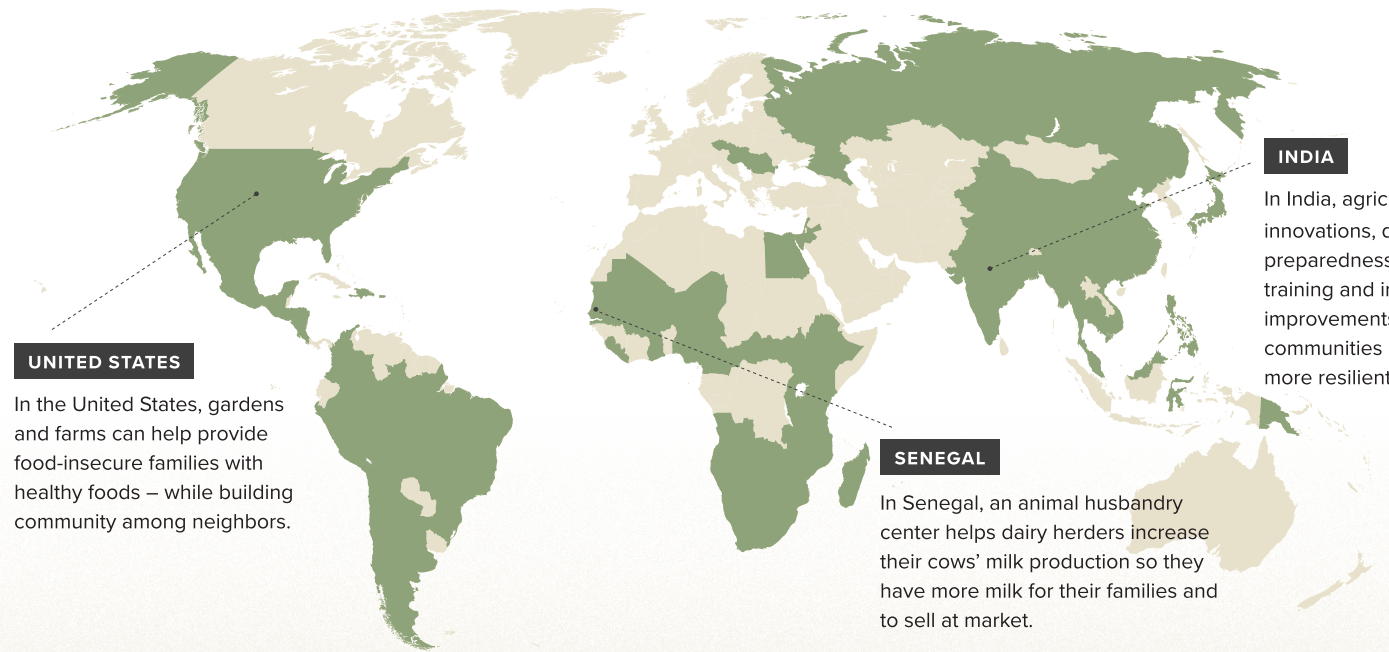 UNITED STATES
In the United States, gardens
and farms can help provide
food-insecure families with
healthy foods – while building
community among neighbors.
SENEGAL
In Senegal, an animal husbandry
center helps dairy herders increase
their cows’ milk production so they
have more milk for their families and
to sell at market.
INDIA
In India,
innovations,
preparedness
training and
improvements
communities
more resilient